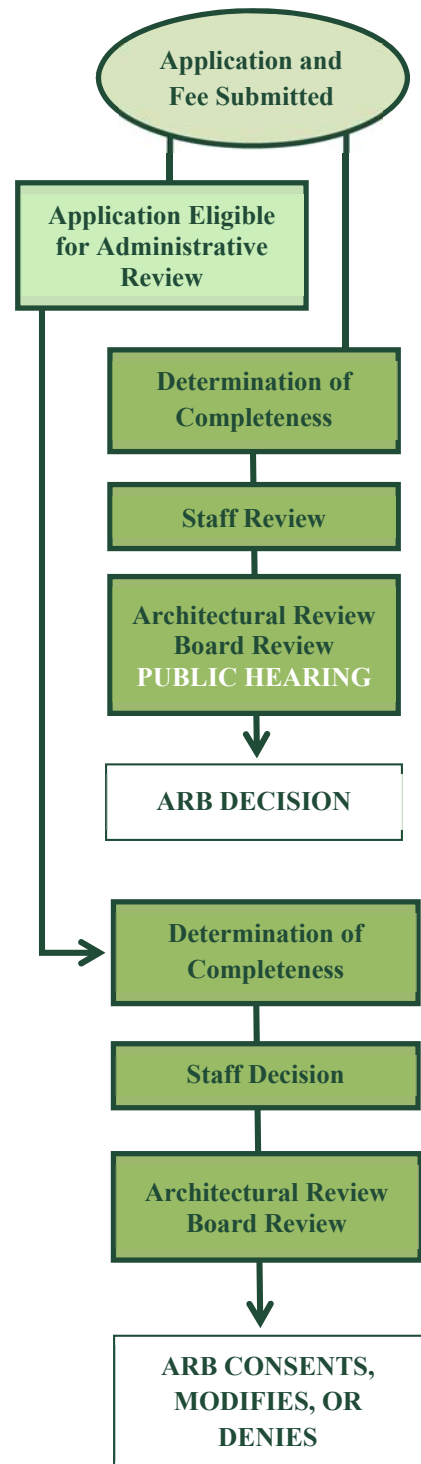 Application and
Fee Submitted
Application Eligible
for Administrative
Review
Determination of
Completeness
Staff Review
Architectural Review
Board Review
PUBLIC HEARING
ARB DECISION
Determination of
Completeness
Staff Decision
Architectural Review
Board Review
ARB CONSENTS,
MODIFIES, OR
DENIES